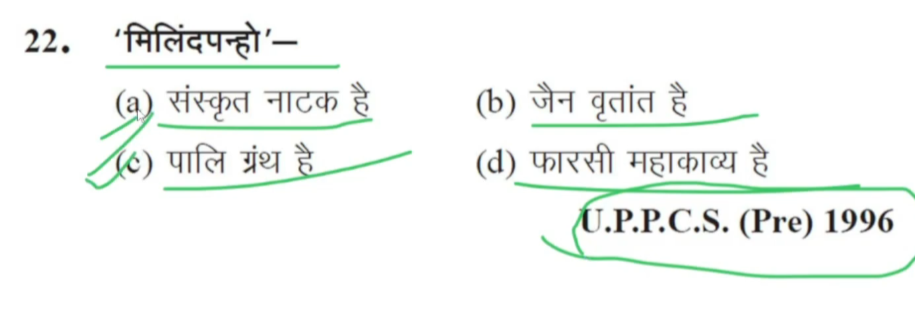 22. ‘मिलिंदपन्हो’—
(a) संस्कृत नाटक है (b) जैन वृतांत है
(c) पालि ग्रंथ है (d) फारसी महाकाव्य है
U.P.P.C.S. (Pre) 1996